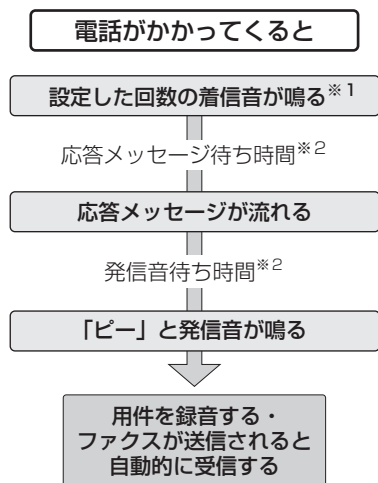 電話がかかってくると
設定した回数の着信音が鳴る※1
応答メッセージ待ち時間※2
応答メッセージが流れる
発信音待ち時間※2
「ピー」と発信音が鳴る
用件を録音する・
ファクスが送信されると
自動的に受信する